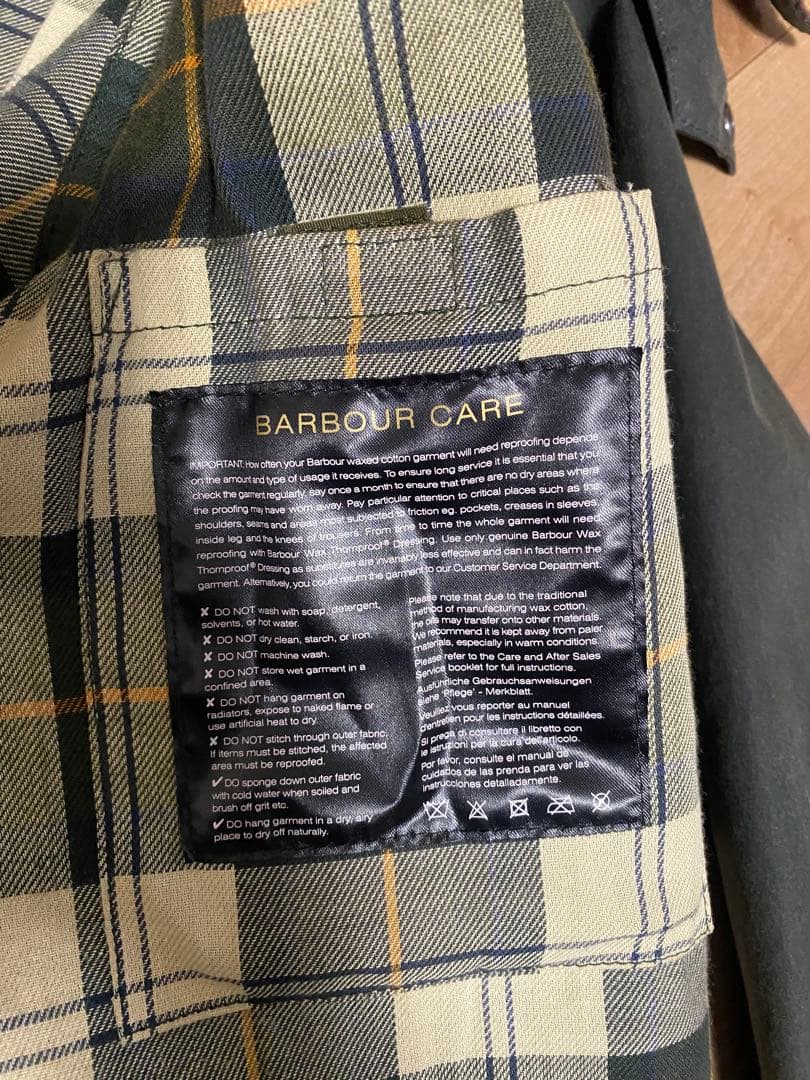 BARBOUR CARE
IMPORTANT: How often your Barbour waxed cotton garment will need reproofing depends
on the amount and type of usage it receives. To ensure long service it is essential that you
check the garment regularly, say once a month to ensure that there are no dry areas where
the proofing may have worn away. Pay particular attention to critical places such as the
shoulders, seams and areas most subjected to friction eg. pockets, creases in sleeves,
inside leg and the knees of trousers. From time to time the whole garment will need
reproofing with Barbour Wax Thornproof® Dressing. Use only genuine Barbour Wax
Thornproof® Dressing as substitutes are invariably less effective and can in fact harm the
garment. Alternatively, you could return the garment to our Customer Service Department.
✘ DO NOT wash with soap, detergent,
solvents, or hot water.
✘ DO NOT dry clean, starch, or iron.
✘ DO NOT machine wash.
✘ DO NOT store wet garment in a
confined area.
✘ DO NOT hang garment on
radiators, expose to naked flame or
use artificial heat to dry.
✘ DO NOT stitch through outer fabric.
If items must be stitched, the affected
area must be reproofed.
✔ DO sponge down outer fabric
with cold water when soiled and
brush off grit etc.
✔ DO hang garment in a dry, airy
place to dry off naturally.
Please note that due to the traditional
method of manufacturing wax cotton,
the oils may transfer onto other materials.
We recommend it is kept away from paler
materials, especially in warm conditions.
Please refer to the Care and After Sales
Service booklet for full instructions.
Ausführliche Gebrauchsanweisungen
siehe 'Pflege' - Merkblatt.
Veuillez vous reporter au manuel
d'entretien pour les instructions détaillées.
Si prega di consultare il libretto con
le istruzioni per la cura dell'articolo.
Por favor, consulte el manual de
cuidados de las prenda para ver las
instrucciones detalladamente.